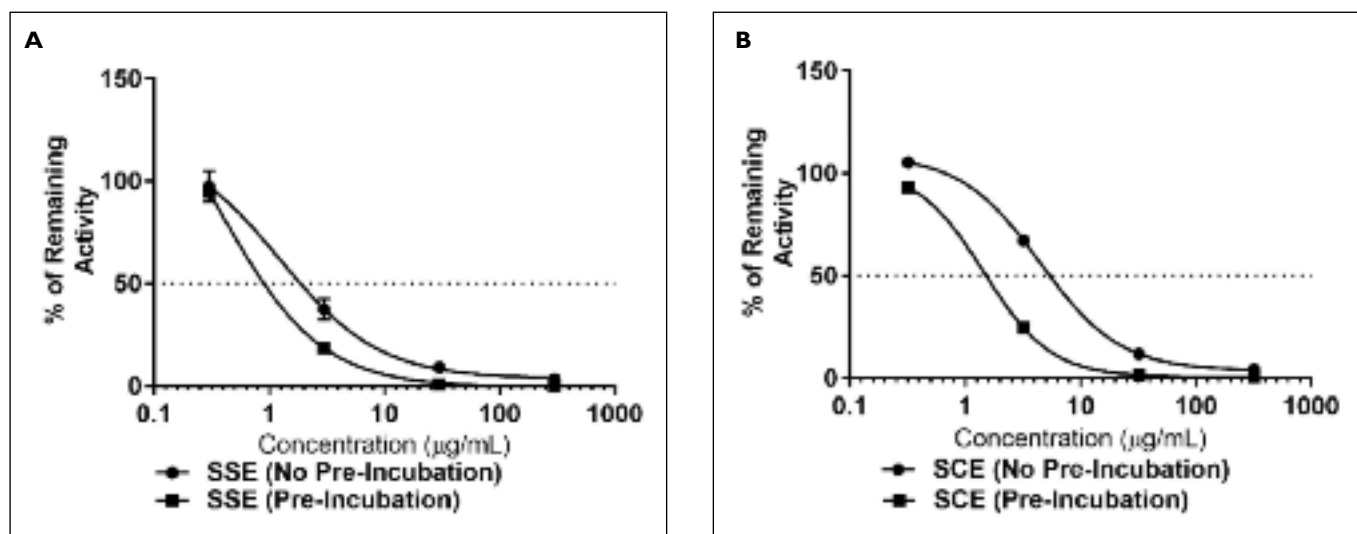 A
150
100
50
0
% of Remaining
Activity
0.1 1 10 100 1000
Concentration (μg/mL)
SSE (No Pre-Incubation)
SSE (Pre-Incubation)
B
150
100
50
0
% of Remaining
Activity
0.1 1 10 100 1000
Concentration (μg/mL)
SCE (No Pre-Incubation)
SCE (Pre-Incubation)